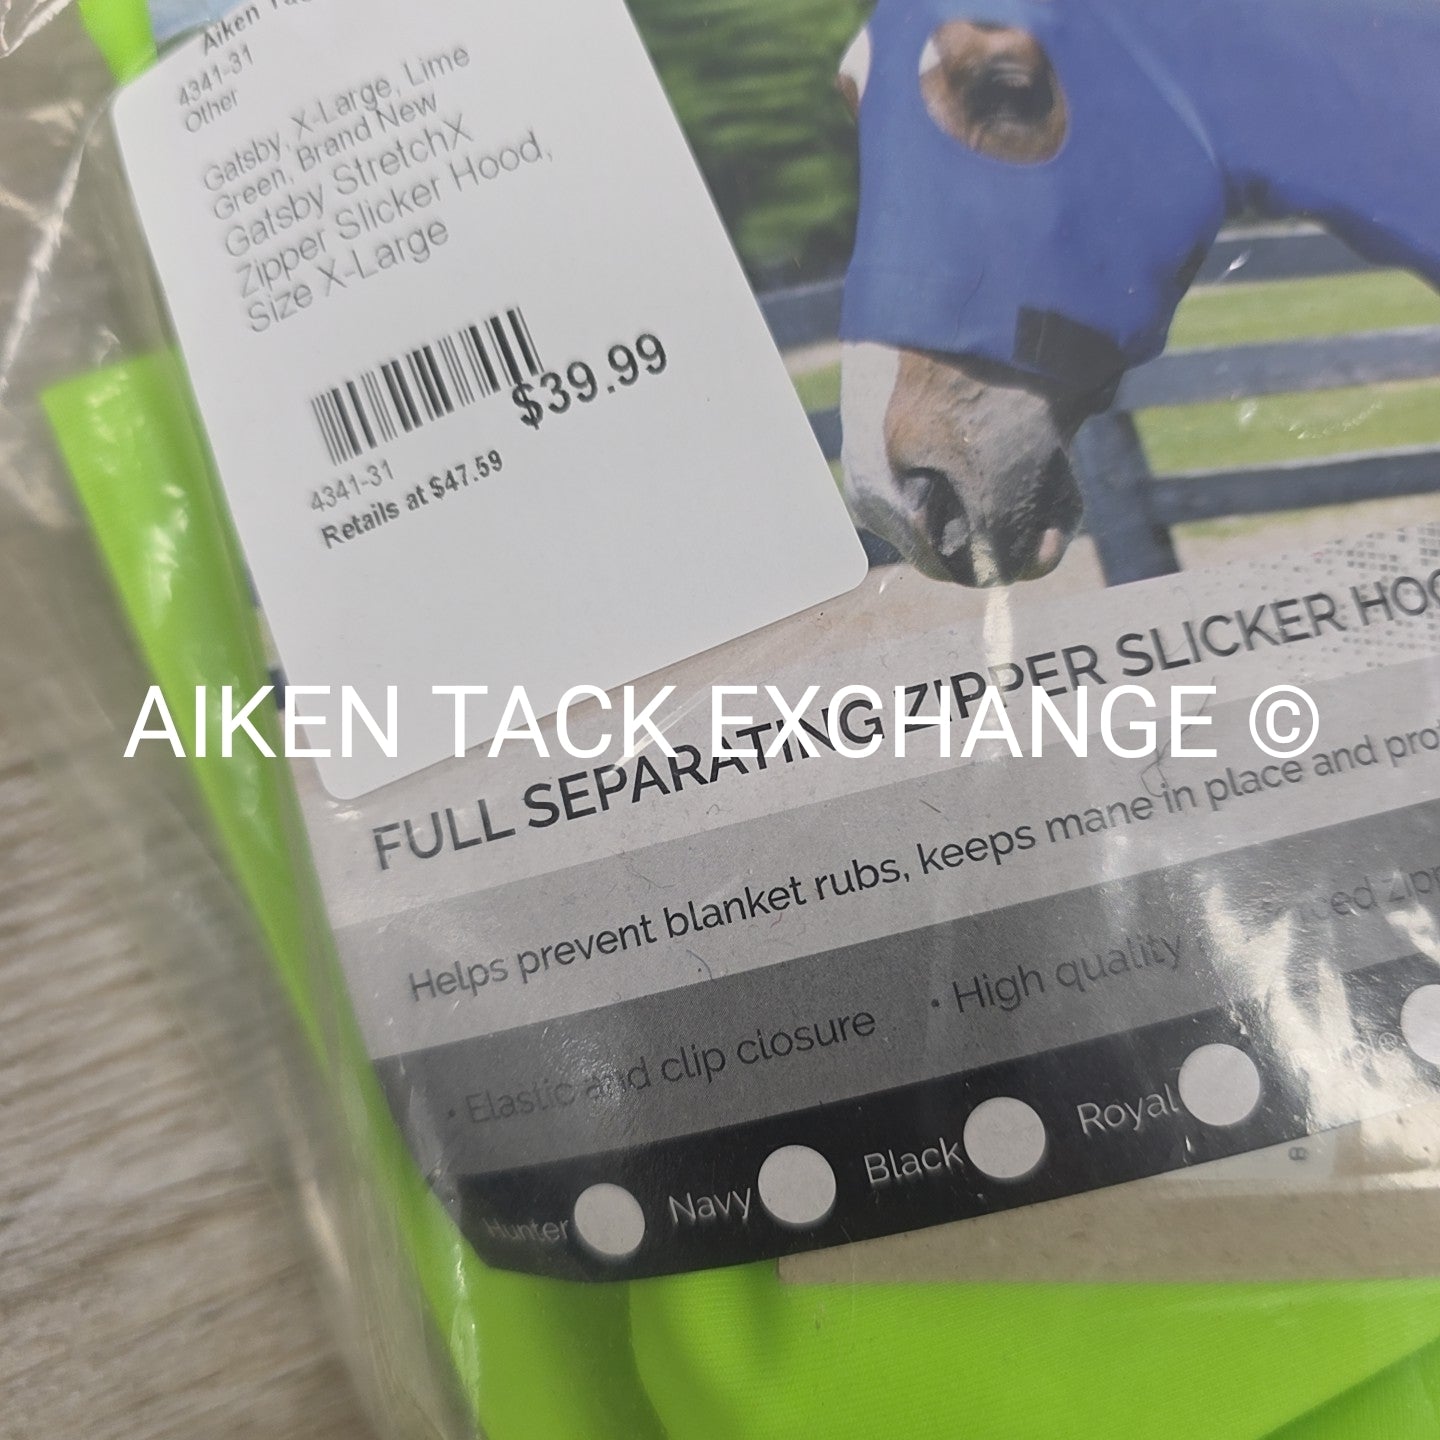 Aiken
4341-31
Other
Gatsby, X-Large, Lime
Green, Brand New
Gatsby StretchX
Zipper Slicker Hood,
Size X-Large
$39.99
4341-31
Retails at $47.59
AIKEN TACK EXCHANGE ©
FULL SEPARATING ZIPPER SLICKER
Helps prevent blanket rubs, keeps mane in place and
• Elastic and clip closure • High quality
Hunter Navy Black Royal